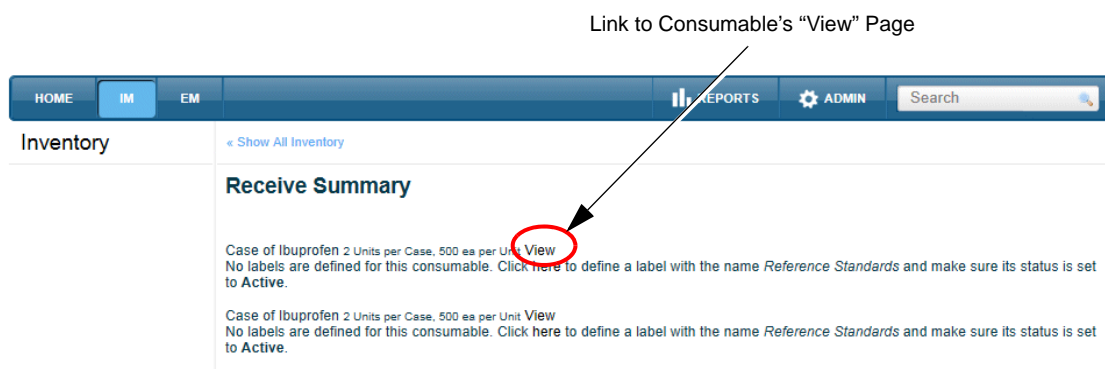 Link to Consumable’s “View” Page
HOME IM EM REPORTS ADMIN Search
Inventory « Show All Inventory
Receive Summary
Case of Ibuprofen 2 Units per Case, 500 ea per Unit View
No labels are defined for this consumable. Click here to define a label with the name Reference Standards and make sure its status is set
to Active.
Case of Ibuprofen 2 Units per Case, 500 ea per Unit View
No labels are defined for this consumable. Click here to define a label with the name Reference Standards and make sure its status is set
to Active.